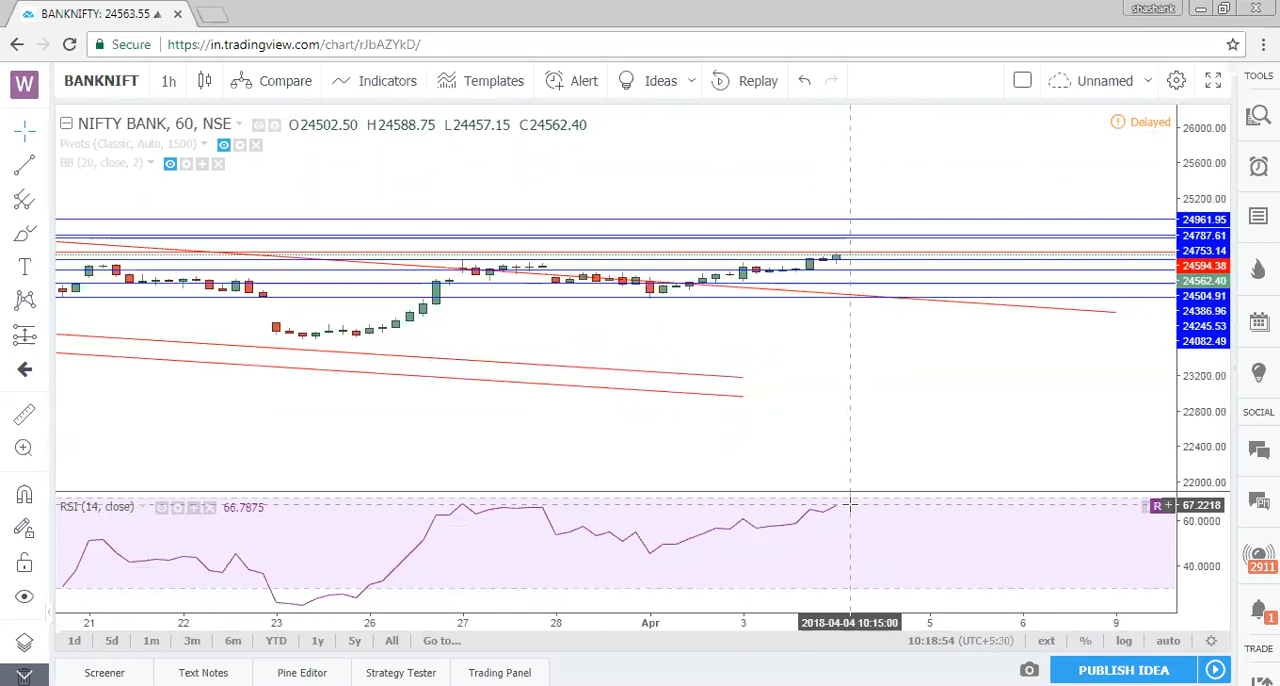 BANKNIFTY: 24563.55 ▲
shashank
Secure https://in.tradingview.com/chart/rJbAZYkD/
W
BANKNIFT 1h Compare Indicators Templates Alert Ideas Replay Unnamed
TOOLS
NIFTY BANK, 60, NSE O24502.50 H24588.75 L24457.15 C24562.40
Delayed
Pivots (Classic, Auto, 1500)
BB (20, close, 2)
26000.00
25600.00
25200.00
24961.95
24787.61
24753.14
24594.38
24562.40
24504.91
24386.96
24245.53
24082.49
23200.00
22800.00
22400.00
22000.00
SOCIAL
RSI (14, close) 66.7875
R + 67.2218
60.0000
40.0000
2911
1
21 22 23 26 27 28 Apr 3 2018-04-04 10:15:00 5 6 9
1d 5d 1m 3m 6m YTD 1y 5y All Go to... 10:18:54 (UTC+5:30) ext % log auto
TRADE
Screener Text Notes Pine Editor Strategy Tester Trading Panel PUBLISH IDEA